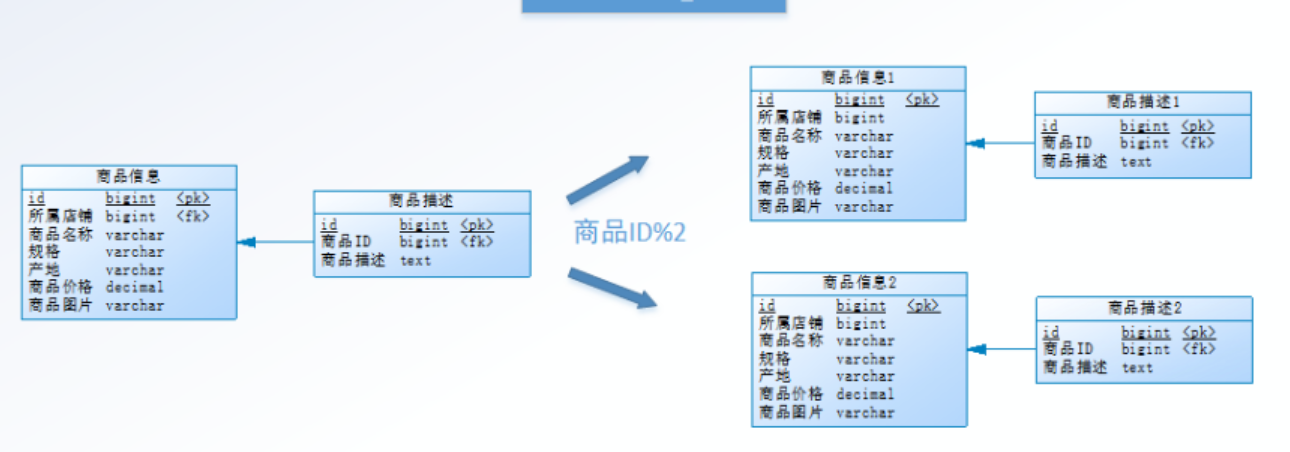 商品信息
id bigint <pk>
所属店铺 bigint <fk>
商品名称 varchar
规格 varchar
产地 varchar
商品价格 decimal
商品图片 varchar
商品描述
id bigint <pk>
商品ID bigint <fk>
商品描述 text
商品ID%2
商品信息1
id bigint <pk>
所属店铺 bigint
商品名称 varchar
规格 varchar
产地 varchar
商品价格 decimal
商品图片 varchar
商品描述1
id bigint <pk>
商品ID bigint <fk>
商品描述 text
商品信息2
id bigint <pk>
所属店铺 bigint
商品名称 varchar
规格 varchar
产地 varchar
商品价格 decimal
商品图片 varchar
商品描述2
id bigint <pk>
商品ID bigint <fk>
商品描述 text